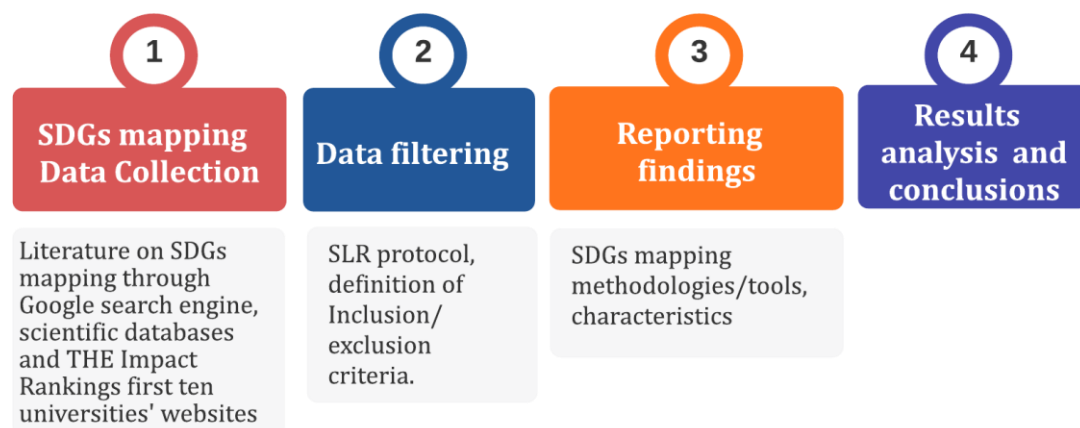 1
SDGs mapping
Data Collection
Literature on SDGs
mapping through
Google search engine,
scientific databases
and THE Impact
Rankings first ten
universities' websites
2
Data filtering
SLR protocol,
definition of
Inclusion/
exclusion
criteria.
3
Reporting
findings
SDGs mapping
methodologies/tools,
characteristics
4
Results
analysis and
conclusions